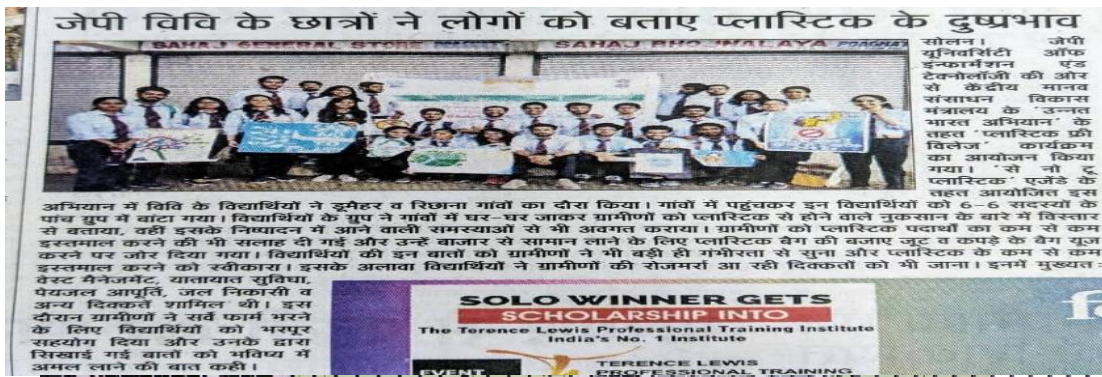 जेपी विवि के छात्रों ने लोगों को बताए प्लास्टिक के दुष्प्रभाव
SAHAJ GENERAL STORE
SAHAJ BHOJNALAYA
सोलन। जेपी
यूनिवर्सिटी ऑफ
इन्फार्मेशन एंड
टेक्नोलॉजी की ओर
से केंद्रीय मानव
संसाधन विकास
मंत्रालय के 'उन्नत
भारत अभियान' के
तहत 'प्लास्टिक फ्री
विलेज' कार्यक्रम
का आयोजन किया
गया। 'से नो टू
प्लास्टिक' एजेंडे के
तहत आयोजित इस
अभियान में विवि के विद्यार्थियों ने डूमैहर व रिछाना गांवों का दौरा किया। गांवों में पहुंचकर इन विद्यार्थियों को 6-6 सदस्यों के
पांच ग्रुप में बांटा गया। विद्यार्थियों के ग्रुप ने गांवों में घर-घर जाकर ग्रामीणों को प्लास्टिक से होने वाले नुकसान के बारे में विस्तार
से बताया, वहीं इसके निष्पादन में आने वाली समस्याओं से भी अवगत कराया। ग्रामीणों को प्लास्टिक पदार्थों का कम से कम
इस्तमाल करने की भी सलाह दी गई और उन्हें बाजार से सामान लाने के लिए प्लास्टिक बैग की बजाए जूट व कपड़े के बैग यूज
करने पर जोर दिया गया। विद्यार्थियों की इन बातों को ग्रामीणों ने भी बड़ी ही गंभीरता से सुना और प्लास्टिक के कम से कम
इस्तमाल करने को स्वीकारा। इसके अलावा विद्यार्थियों ने ग्रामीणों की रोजमर्रा आ रही दिक्कतों को भी जाना। इनमें मुख्यत:
वेस्ट मैनेजमेंट, यातायात सुविधा,
पेयजल आपूर्ति, जल निकासी व
अन्य दिक्कतें शामिल थी। इस
दौरान ग्रामीणों ने सर्वे फार्म भरने
के लिए विद्यार्थियों को भरपूर
सहयोग दिया और उनके द्वारा
सिखाई गई बातों को भविष्य में
अमल लाने की बात कही।
SOLO WINNER GETS
SCHOLARSHIP INTO
The Terence Lewis Professional Training Institute
India's No. 1 Institute
EVENT
TERENCE LEWIS
PROFESSIONAL TRAINING